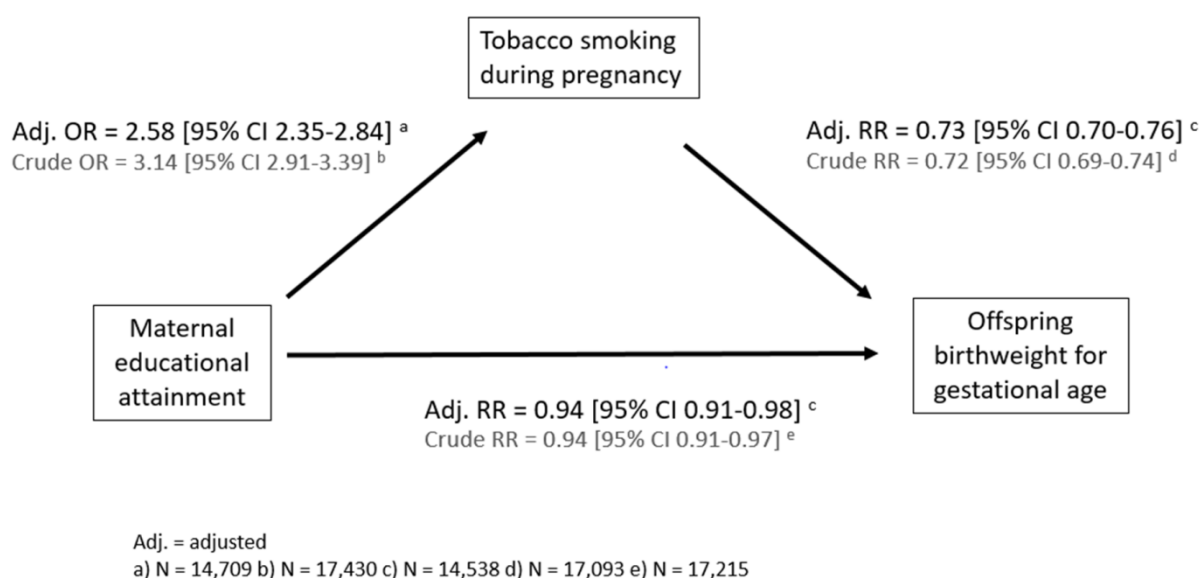 Tobacco smoking
during pregnancy
Adj. OR = 2.58 [95% CI 2.35-2.84] a
Crude OR = 3.14 [95% CI 2.91-3.39] b
Adj. RR = 0.73 [95% CI 0.70-0.76] c
Crude RR = 0.72 [95% CI 0.69-0.74] d
Maternal
educational
attainment
Offspring
birthweight for
gestational age
Adj. RR = 0.94 [95% CI 0.91-0.98] c
Crude RR = 0.94 [95% CI 0.91-0.97] e
Adj. = adjusted
a) N = 14,709 b) N = 17,430 c) N = 14,538 d) N = 17,093 e) N = 17,215